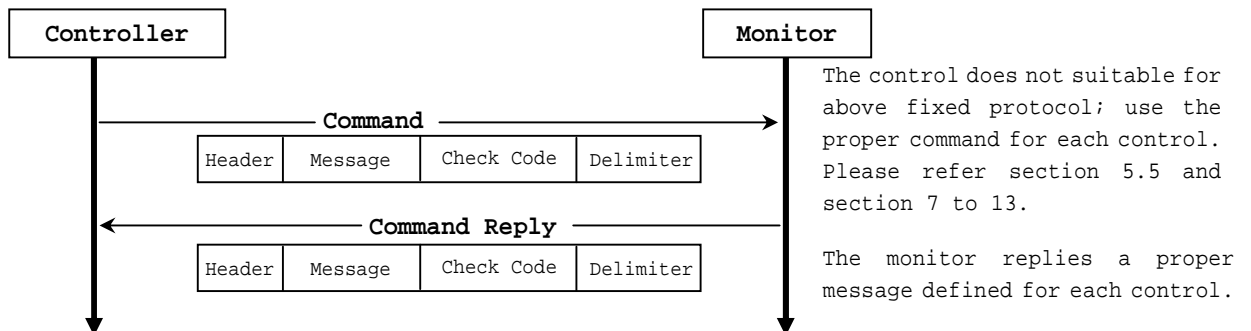 Controller
Monitor
Command
Header Message Check Code Delimiter
Command Reply
Header Message Check Code Delimiter
The control does not suitable for
above fixed protocol; use the
proper command for each control.
Please refer section 5.5 and
section 7 to 13.
The monitor replies a proper
message defined for each control.